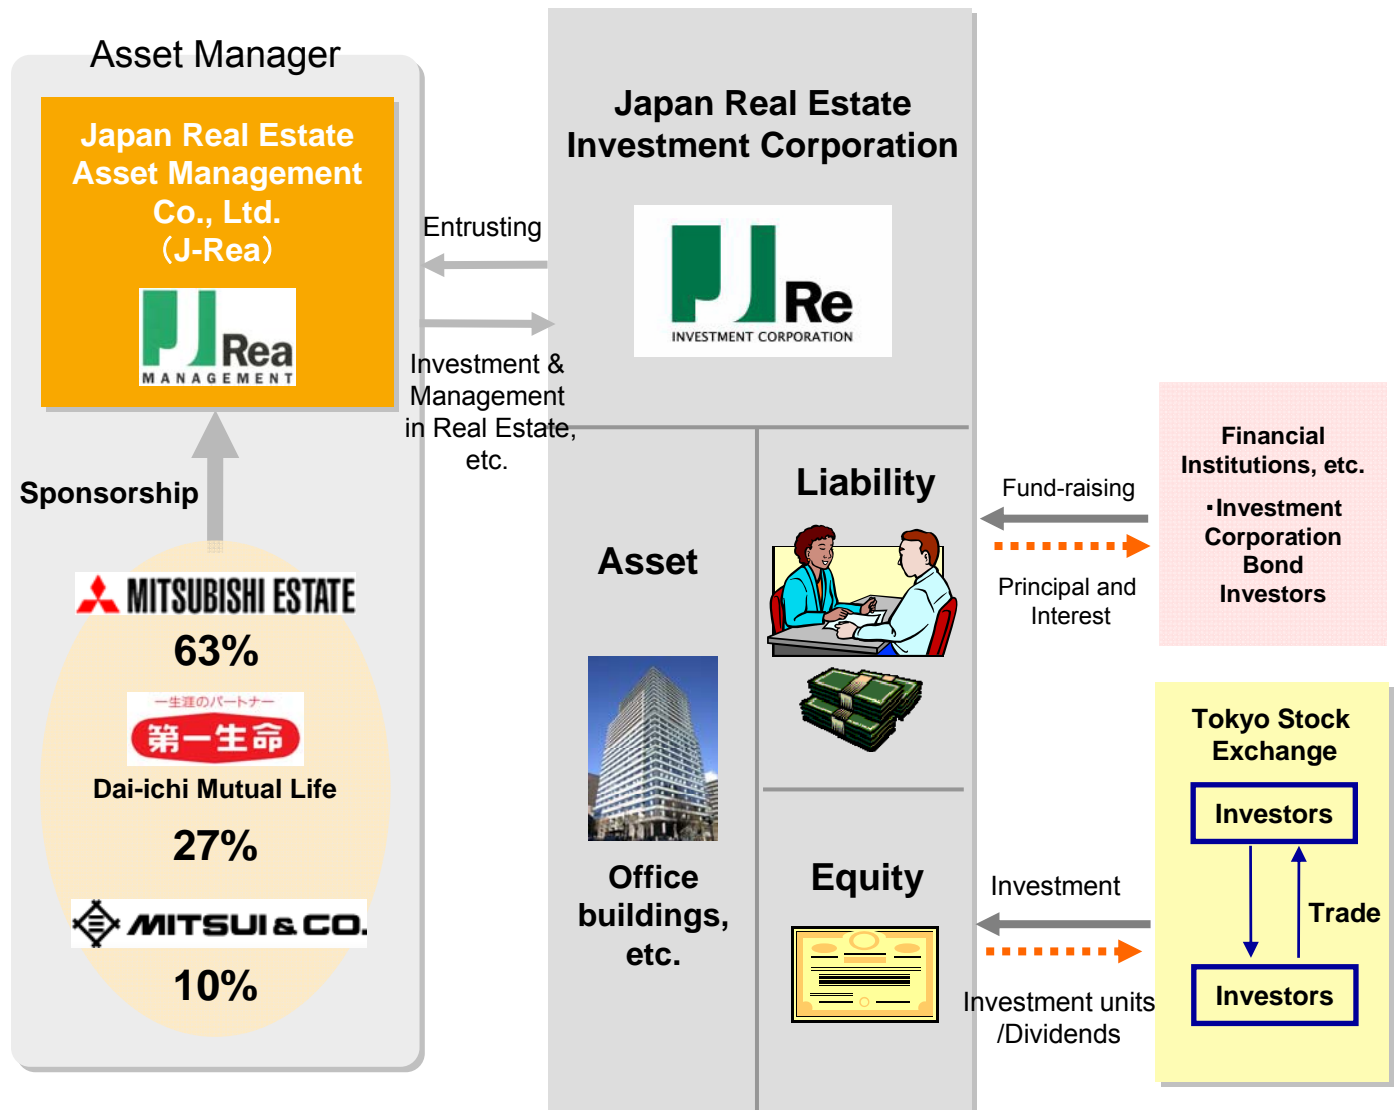 Asset Manager
Japan Real Estate
Asset Management
Co., Ltd.
（J-Rea）
Rea
MANAGEMENT
Sponsorship
MITSUBISHI ESTATE
63%
一生涯のパートナー
第一生命
Dai-ichi Mutual Life
27%
MITSUI & CO.
10%
Entrusting
Investment &
Management
in Real Estate,
etc.
Japan Real Estate
Investment Corporation
Re
INVESTMENT CORPORATION
Asset
Office
buildings,
etc.
Liability
Equity
Fund-raising
Principal and
Interest
Investment
Investment units
/Dividends
Financial
Institutions, etc.
・Investment
Corporation
Bond
Investors
Tokyo Stock
Exchange
Investors
Trade
Investors